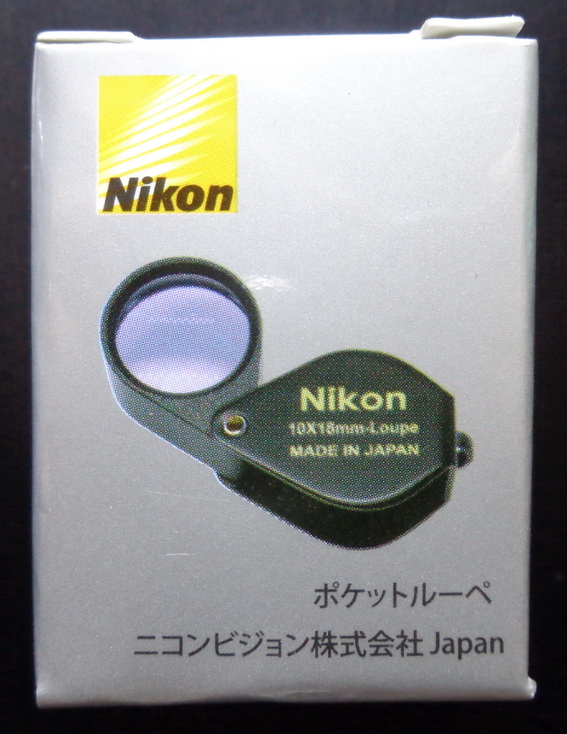 Nikon
Nikon
10X18mm-Loupe
MADE IN JAPAN
ポケットルーペ
ニコンビジョン株式会社 Japan